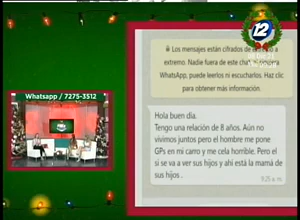 12
Whatsapp / 7275-3512
Los mensajes están cifrados de extremo a
extremo. Nadie fuera de este chat, ni siquiera
WhatsApp, puede leerlos ni escucharlos. Haz clic
para obtener más información.
Hola buen día.
Tengo una relación de 8 años. Aún no
vivimos juntos pero el hombre me pone
GPs en mi carro y me cela horrible. Pero el
si se va a ver sus hijos y ahí está la mamá de
sus hijos .
9:25 a. m.